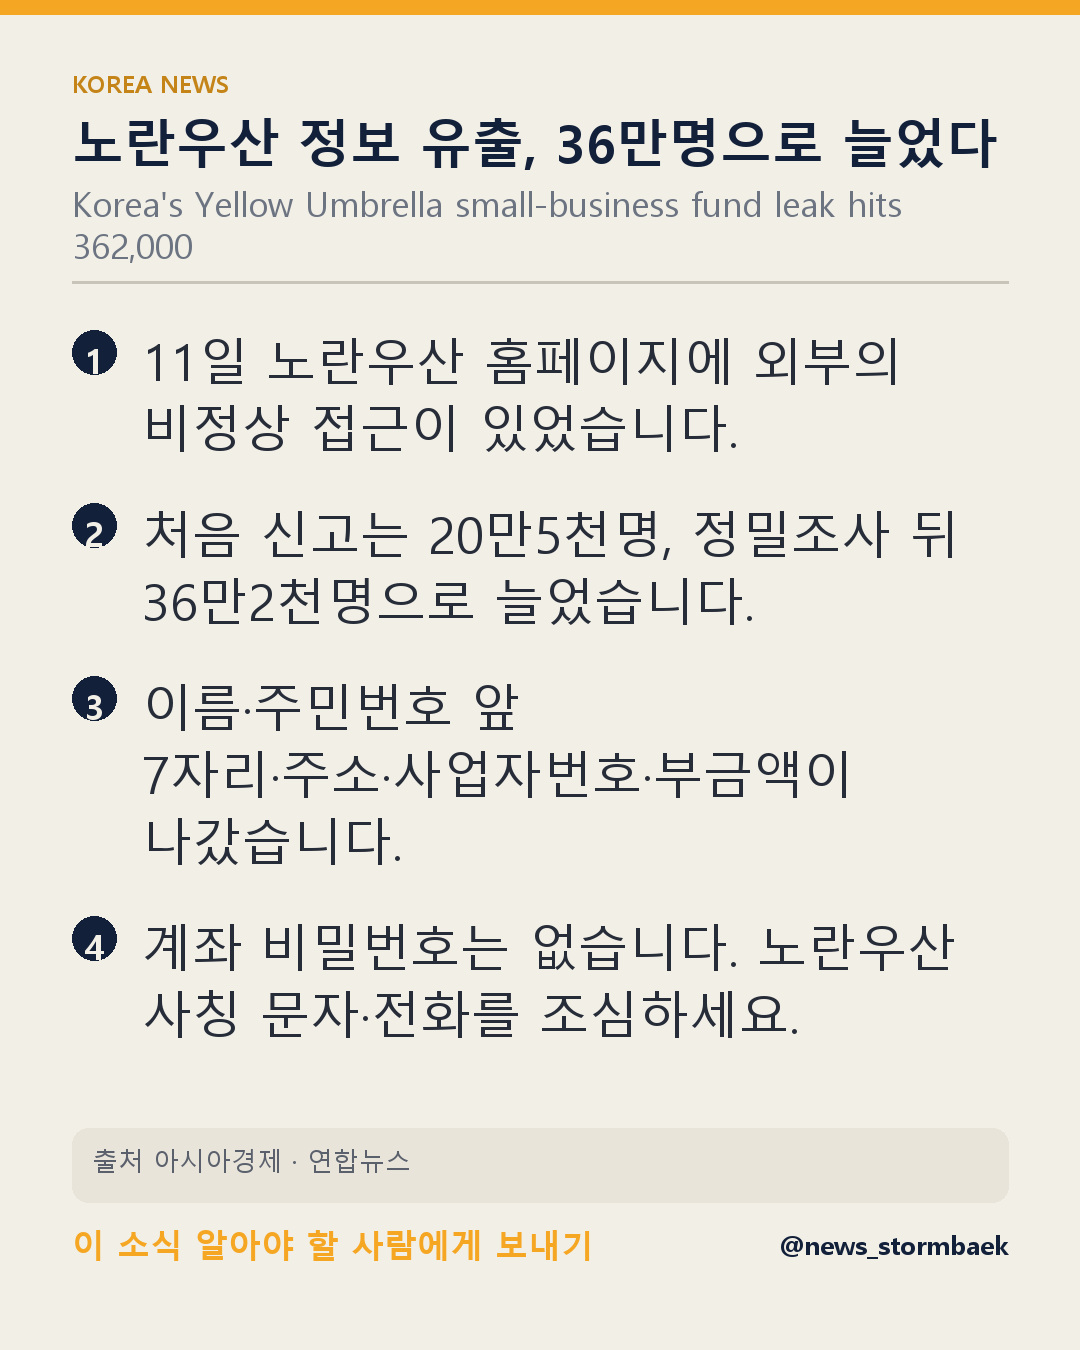 KOREA NEWS
노란우산 정보 유출, 36만명으로 늘었다
Korea's Yellow Umbrella small-business fund leak hits
362,000
1 11일 노란우산 홈페이지에 외부의
비정상 접근이 있었습니다.
2 처음 신고는 20만5천명, 정밀조사 뒤
36만2천명으로 늘었습니다.
3 이름·주민번호 앞
7자리·주소·사업자번호·부금액이
나갔습니다.
4 계좌 비밀번호는 없습니다. 노란우산
사칭 문자·전화를 조심하세요.
출처 아시아경제 · 연합뉴스
이 소식 알아야 할 사람에게 보내기
@news_stormbaek